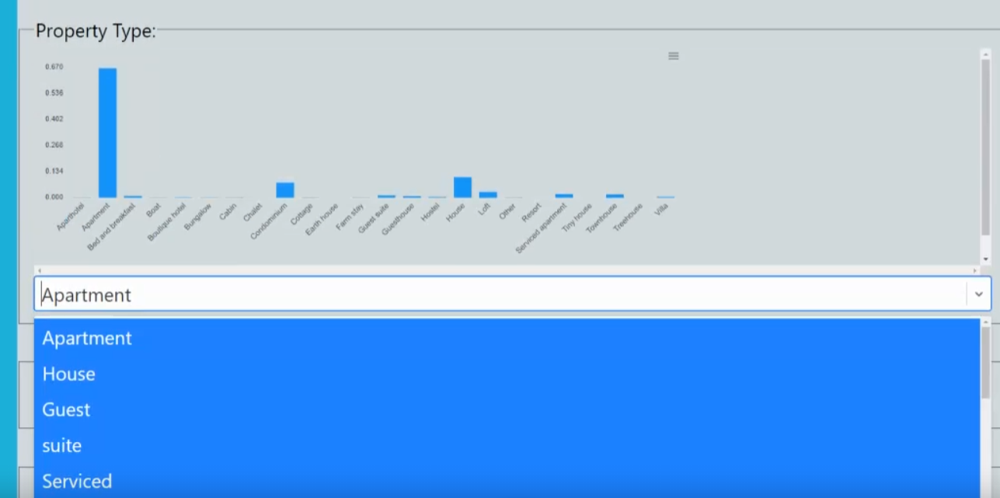 Property Type:
0.670
0.536
0.402
0.268
0.134
0.000
Aparthotel
Apartment
Bed and breakfast
Boat
Boutique hotel
Bungalow
Cabin
Chalet
Condominium
Cottage
Earth house
Farm stay
Guest suite
Guesthouse
Hostel
House
Loft
Other
Resort
Serviced apartment
Tiny house
Townhouse
Treehouse
Villa
Apartment
Apartment
House
Guest
suite
Serviced